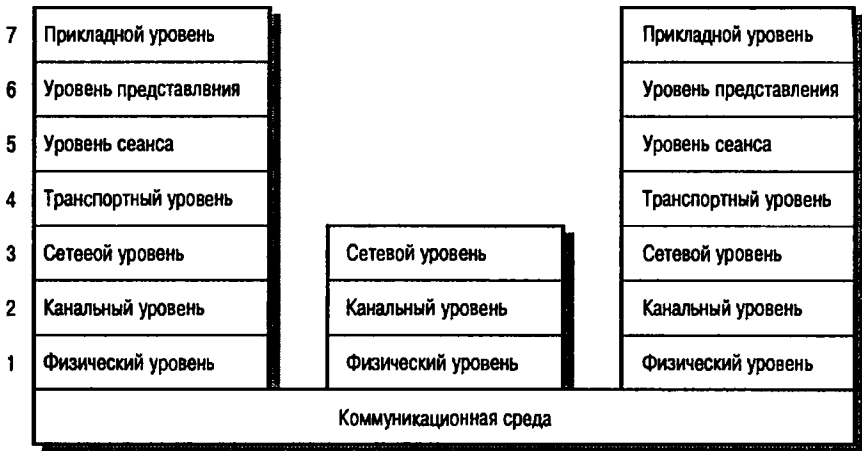 7 Прикладной уровень Прикладной уровень
6 Уровень представлвния Уровень представления
5 Уровень сеанса Уровень сеанса
4 Транспортный уровень Транспортный уровень
3 Сетееой уровень Сетевой уровень Сетевой уровень
2 Канальный уровень Канальный уровень Канальный уровень
1 Физический уровень Физический уровень Физический уровень
Коммуникационная среда